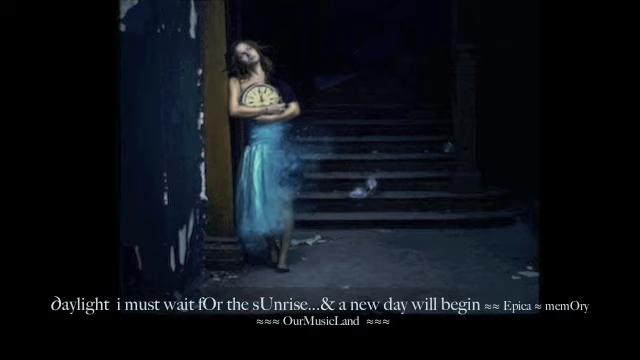 ∂aylight i must wait fOr the sUnrise...& a new day will begin ≈≈ Epica ≈ memOry
≈≈≈ OurMusicLand ≈≈≈